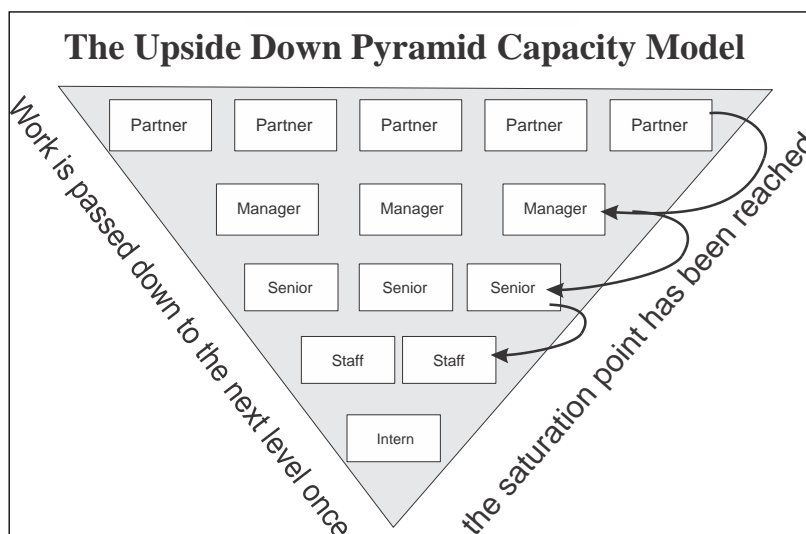 The Upside Down Pyramid Capacity Model
Partner Partner Partner Partner Partner
Manager Manager Manager
Senior Senior Senior
Staff Staff
Intern
Work is passed down to the next level once
the saturation point has been reached